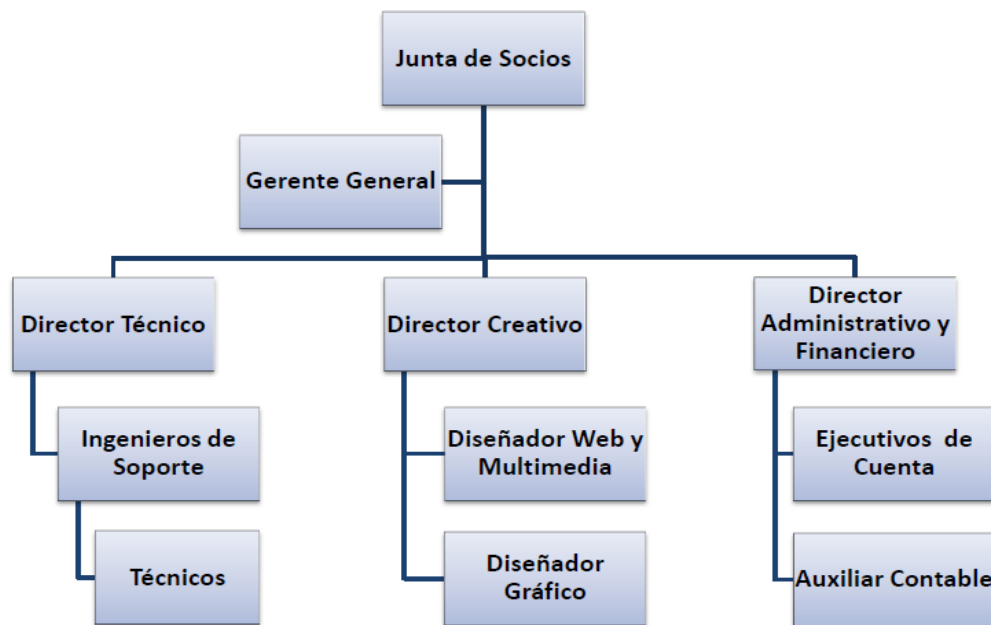 Junta de Socios
Gerente General
Director Técnico
Director Creativo
Director
Administrativo y
Financiero
Ingenieros de
Soporte
Técnicos
Diseñador Web y
Multimedia
Diseñador
Gráfico
Ejecutivos de
Cuenta
Auxiliar Contable